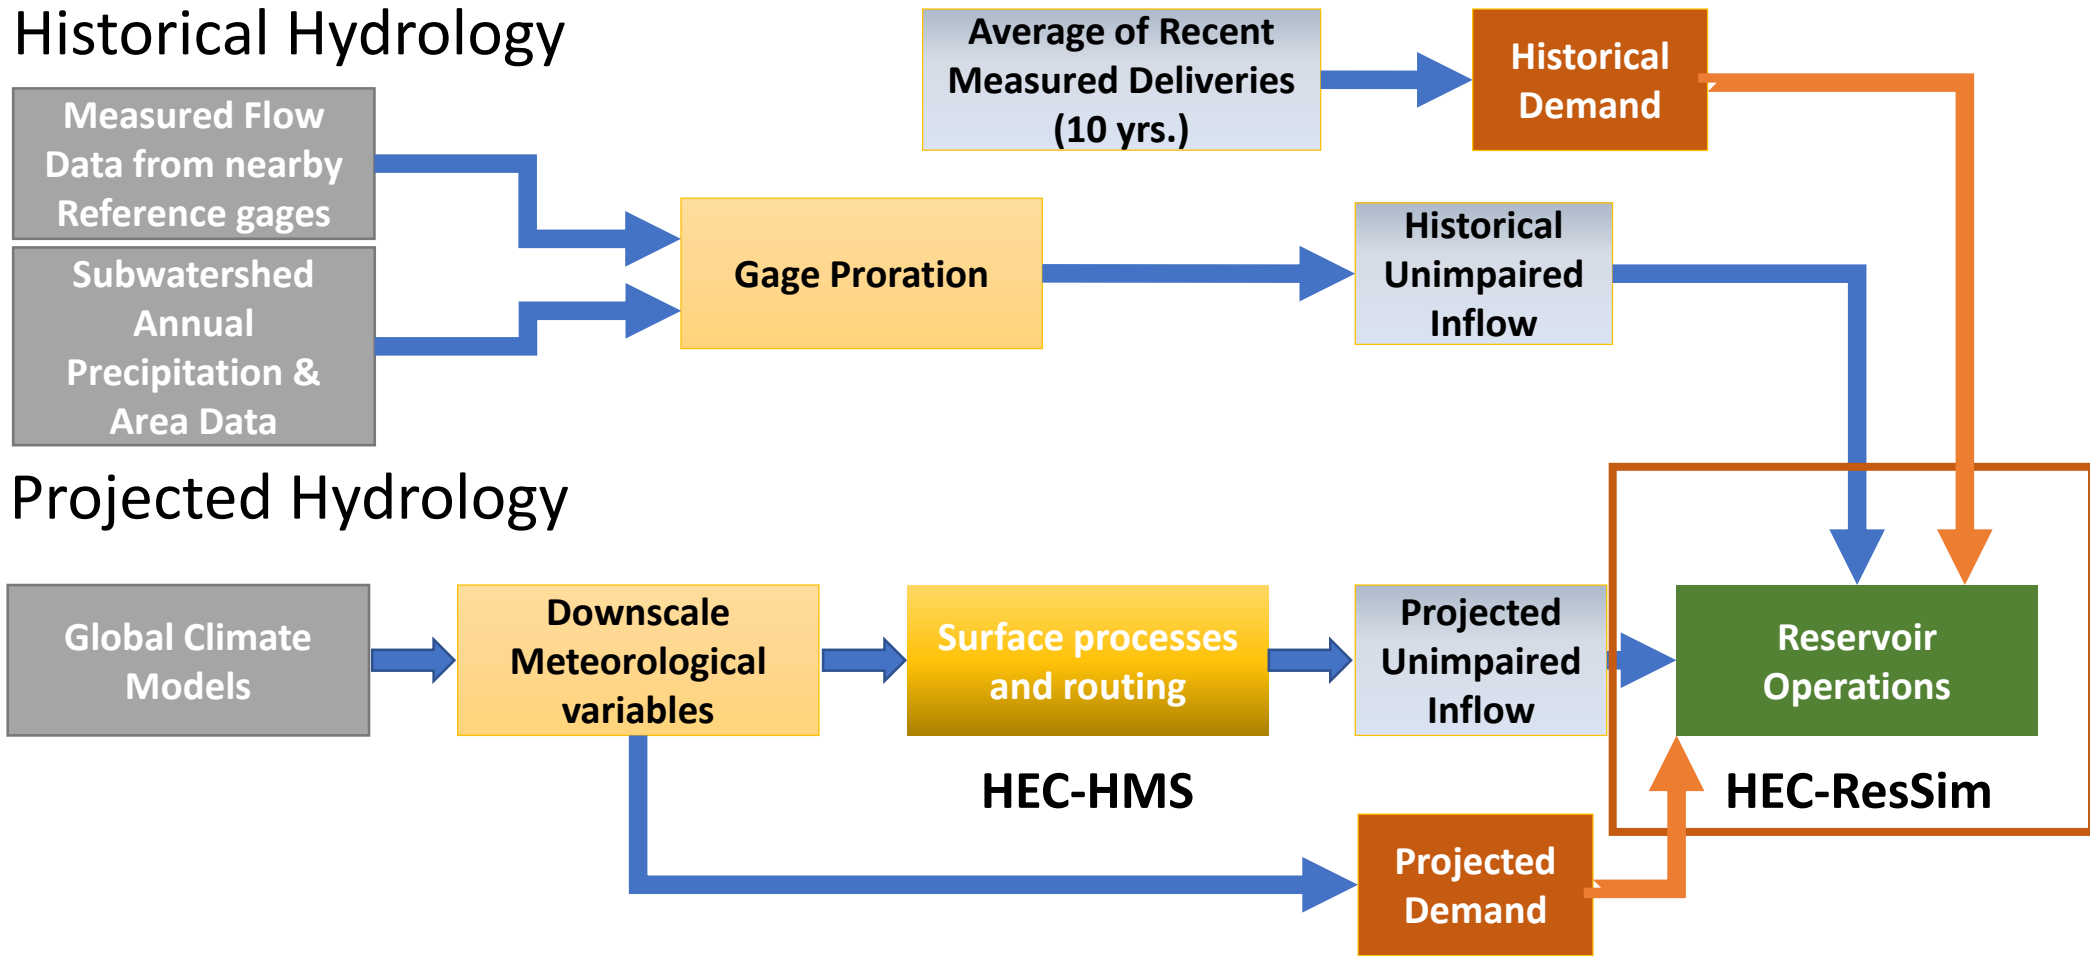 Historical Hydrology
Average of Recent
Measured Deliveries
(10 yrs.)
Historical
Demand
Measured Flow
Data from nearby
Reference gages
Subwatershed
Annual
Precipitation &
Area Data
Gage Proration
Historical
Unimpaired
Inflow
Projected Hydrology
Global Climate
Models
Downscale
Meteorological
variables
Surface processes
and routing
HEC-HMS
Projected
Unimpaired
Inflow
Reservoir
Operations
HEC-ResSim
Projected
Demand